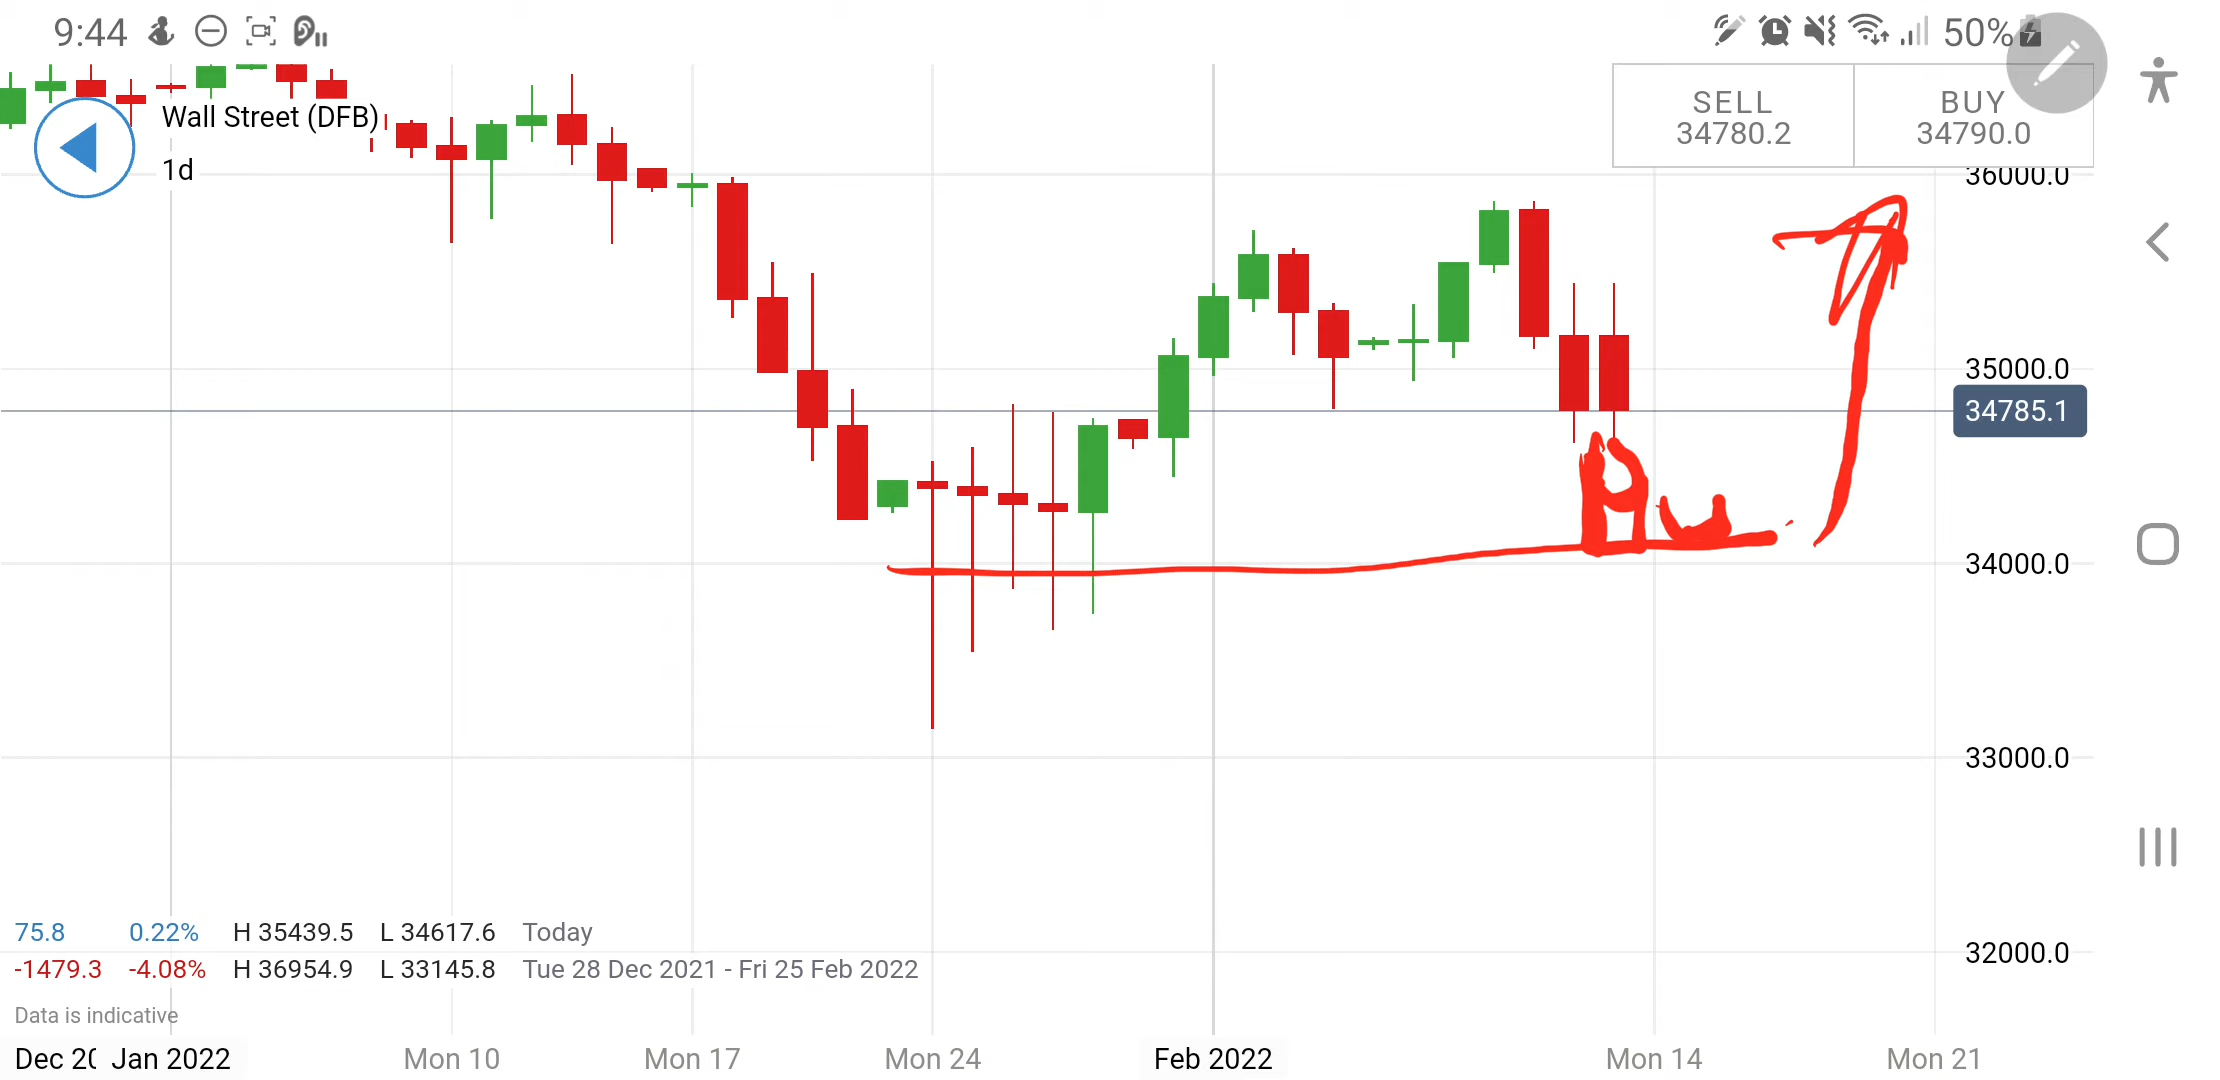 9:44
50%
Wall Street (DFB)
1d
SELL
34780.2
BUY
34790.0
36000.0
35000.0
34785.1
34000.0
33000.0
32000.0
75.8 0.22% H 35439.5 L 34617.6 Today
-1479.3 -4.08% H 36954.9 L 33145.8 Tue 28 Dec 2021 - Fri 25 Feb 2022
Data is indicative
Dec 20 Jan 2022 Mon 10 Mon 17 Mon 24 Feb 2022 Mon 14 Mon 21